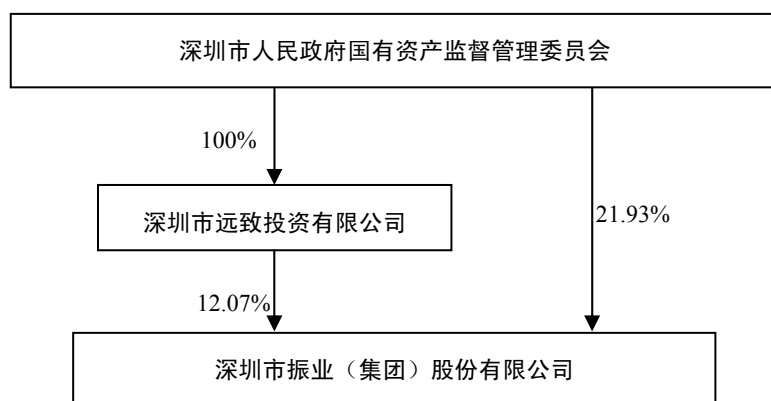 深圳市人民政府国有资产监督管理委员会
100%
深圳市远致投资有限公司
21.93%
12.07%
深圳市振业（集团）股份有限公司